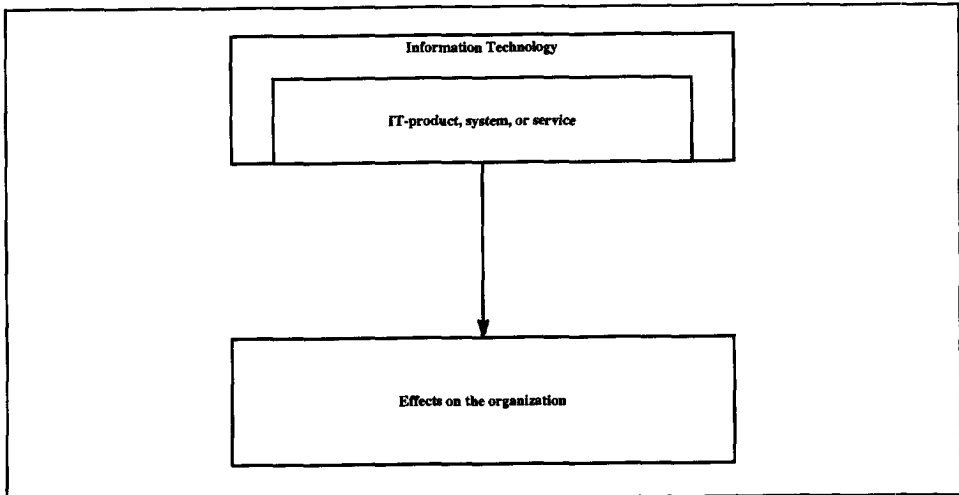 Information Technology
IT-product, system, or service
Effects on the organization